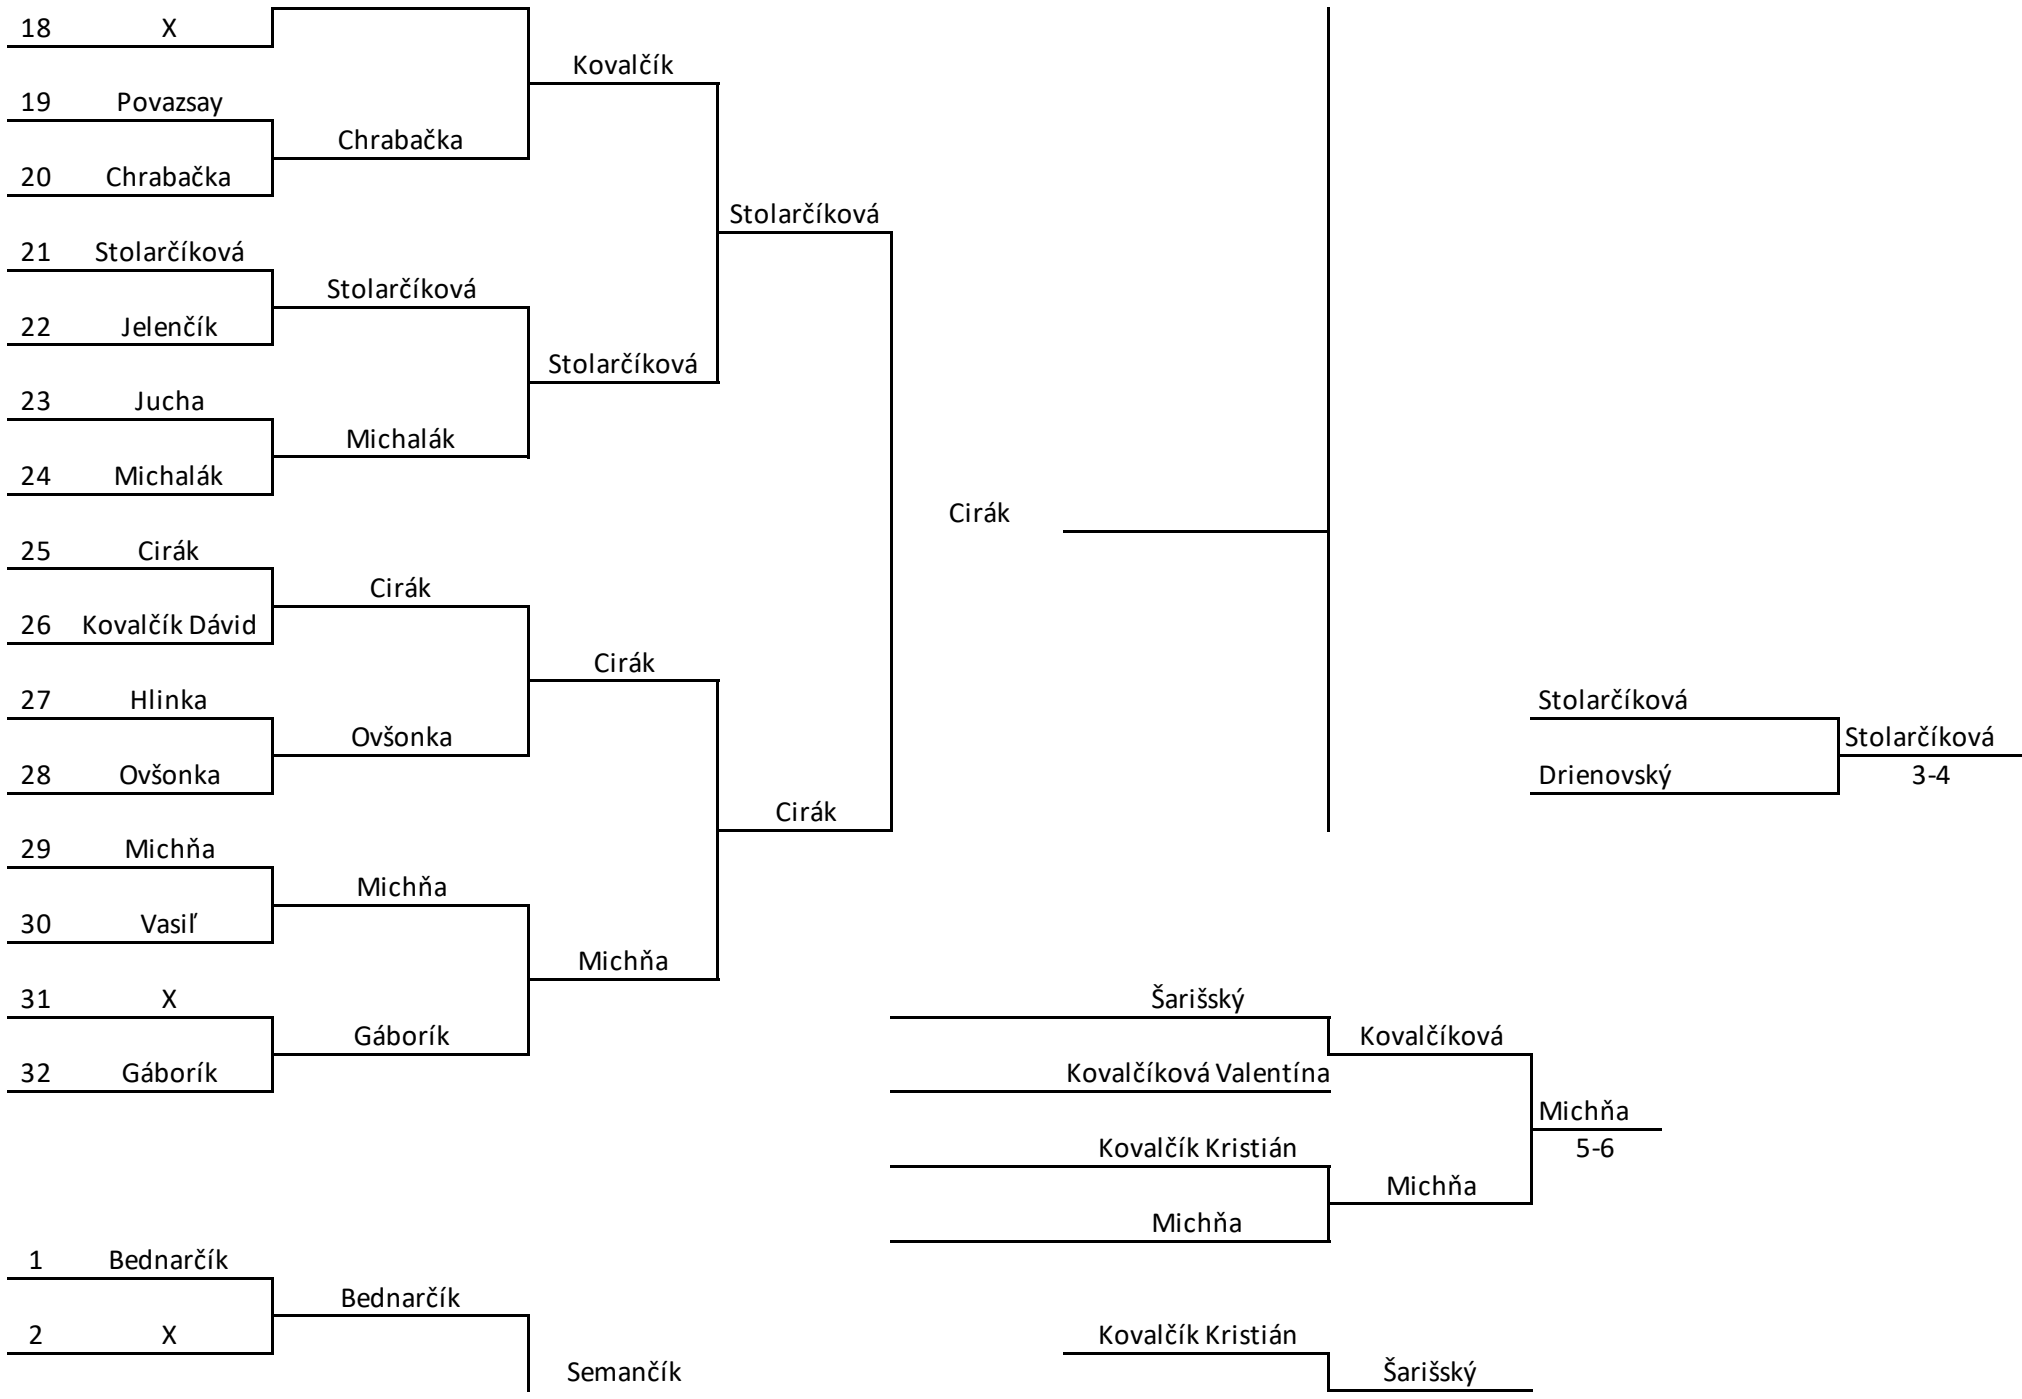 18 X
Kovalčík
19 Povazsay
Chrabačka
20 Chrabačka
Stolarčíková
21 Stolarčíková
Stolarčíková
22 Jelenčík
Stolarčíková
23 Jucha
Michalák
24 Michalák
Cirák
25 Cirák
Cirák
26 Kovalčík Dávid
Cirák
27 Hlinka Stolarčíková
Ovšonka Stolarčíková
28 Ovšonka Drienovský 3-4
Cirák
29 Michňa
Michňa
30 Vasiľ
Michňa
31 X Šarišský
Gáborík Kovalčíková
32 Gáborík Kovalčíková Valentína
Michňa
Kovalčík Kristián 5-6
Michňa
Michňa
1 Bednarčík
Bednarčík
2 X Kovalčík Kristián
Semančík Šarišský